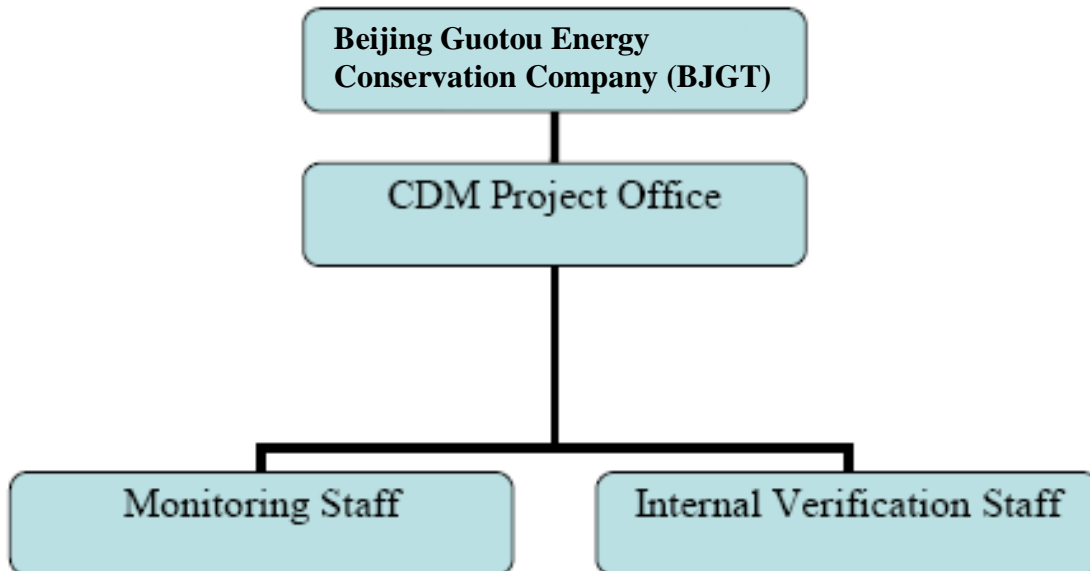 Beijing Guotou Energy
Conservation Company (BJGT)
CDM Project Office
Monitoring Staff
Internal Verification Staff